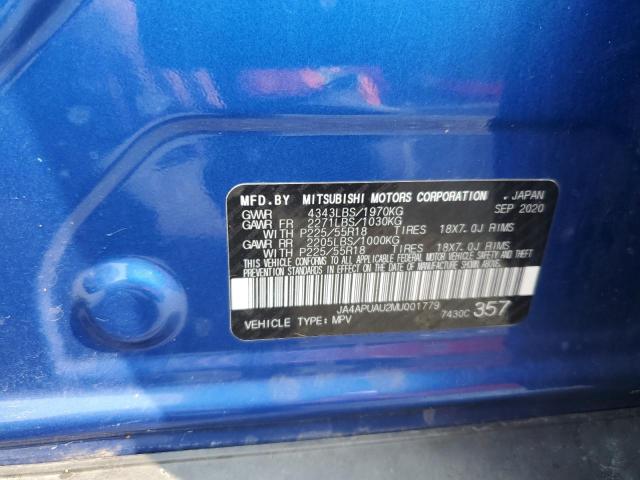 MFD.BY MITSUBISHI MOTORS CORPORATION .JAPAN
GVWR 4343LBS/1970KG SEP 2020
GAWR FR 2271LBS/1030KG
WITH P225/55R18 TIRES 18X7.0J RIMS
GAWR RR 2205LBS/1000KG
WITH P225/55R18 TIRES 18X7.0J RIMS
THIS VEHICLE CONFORMS TO ALL APPLICABLE
FEDERAL MOTOR VEHICLE SAFETY AND THEFT
PREVENTION STANDARDS IN EFFECT ON THE DATE
OF MANUFACTURE SHOWN ABOVE.
JA4APUAU2MU001779
VEHICLE TYPE:MPV 7430C 357